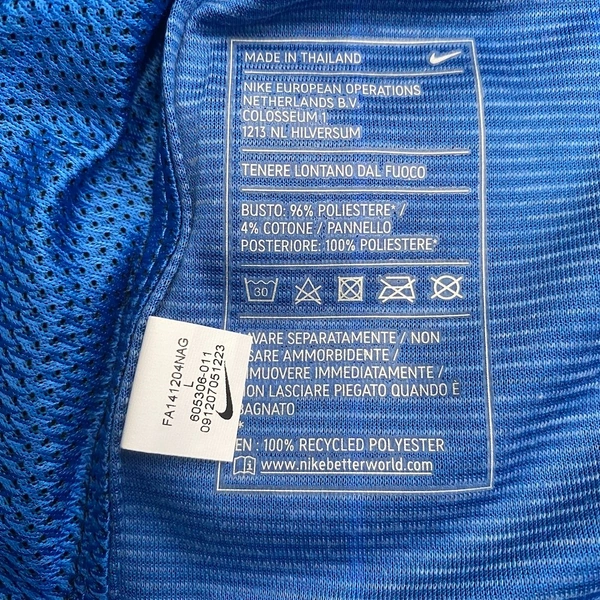 MADE IN THAILAND
NIKE EUROPEAN OPERATIONS
NETHERLANDS B.V.
COLOSSEUM 1
1213 NL HILVERSUM
TENERE LONTANO DAL FUOCO
BUSTO: 96% POLIESTERE* /
4% COTONE / PANNELLO
POSTERIORE: 100% POLIESTERE*
30
AVARE SEPARATAMENTE / NON
SARE AMMORBIDENTE /
IMUOVERE IMMEDIATAMENTE /
ON LASCIARE PIEGATO QUANDO È
BAGNATO
*
EN : 100% RECYCLED POLYESTER
www.nikebetterworld.com
FA141204NAG
L
605306-011
091207051223